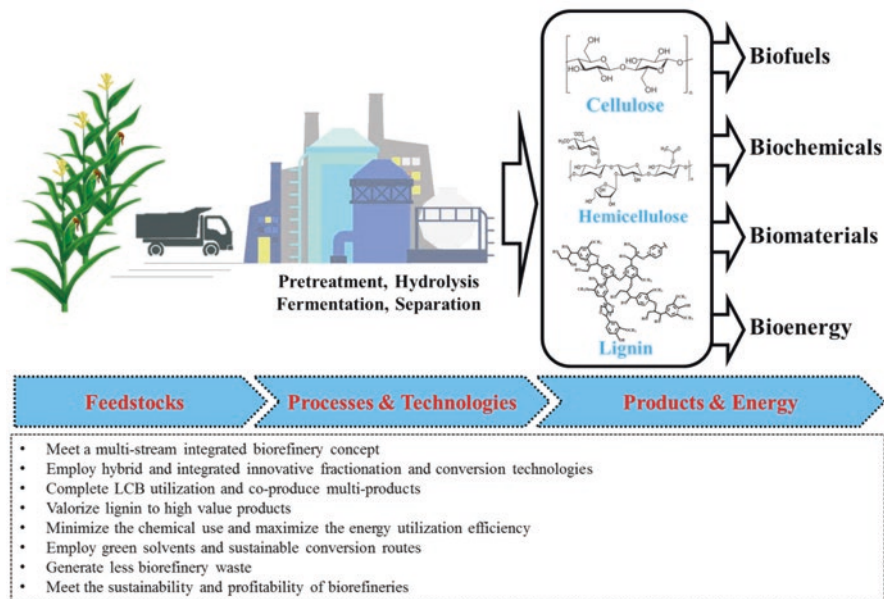 Cellulose
Hemicellulose
Lignin
Biofuels
Biochemicals
Biomaterials
Bioenergy
Pretreatment, Hydrolysis
Fermentation, Separation
Feedstocks
Processes & Technologies
Products & Energy
• Meet a multi-stream integrated biorefinery concept
• Employ hybrid and integrated innovative fractionation and conversion technologies
• Complete LCB utilization and co-produce multi-products
• Valorize lignin to high value products
• Minimize the chemical use and maximize the energy utilization efficiency
• Employ green solvents and sustainable conversion routes
• Generate less biorefinery waste
• Meet the sustainability and profitability of biorefineries